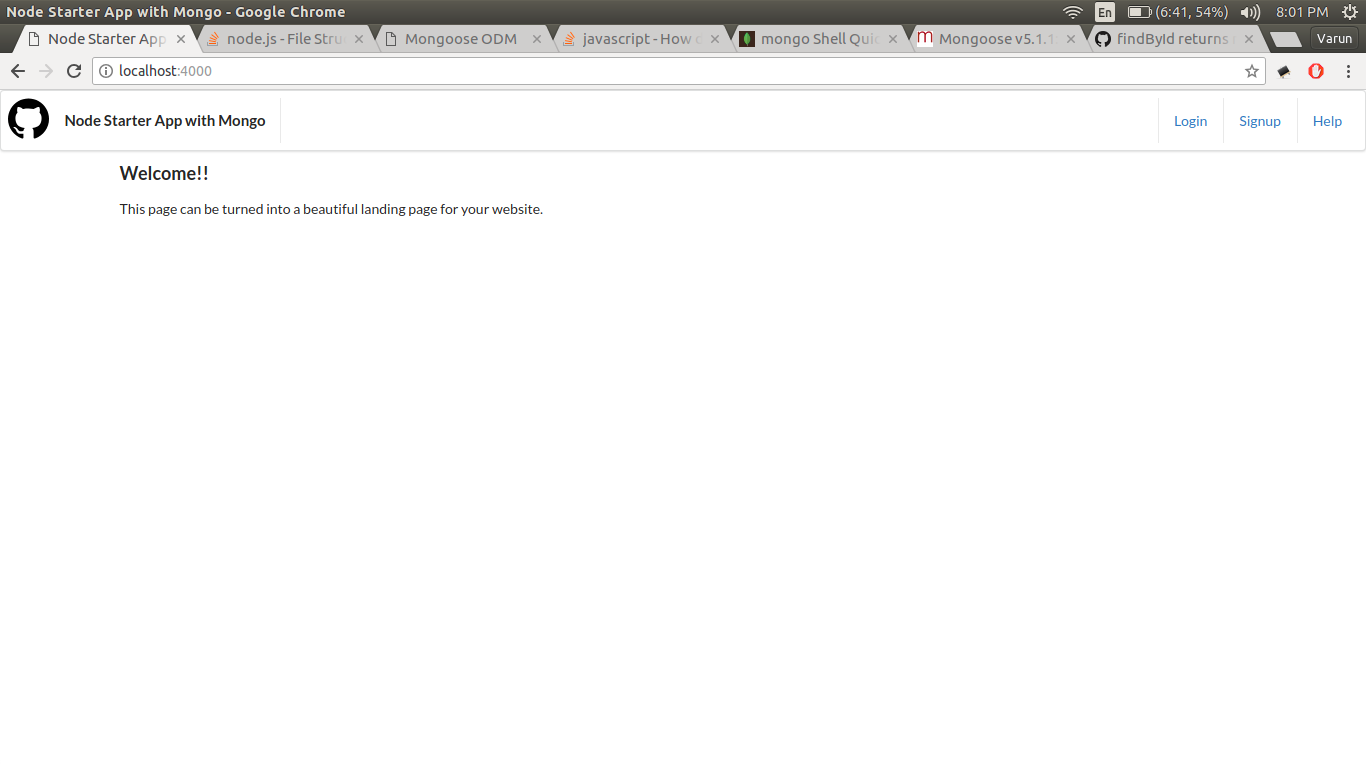 Node Starter App with Mongo - Google Chrome
En (6:41, 54%) 8:01 PM
Node Starter App node.js - File Stru Mongoose ODM javascript - How mongo Shell Quic Mongoose v5.1.1 findById returns Varun
localhost:4000
Node Starter App with Mongo Login Signup Help
Welcome!!
This page can be turned into a beautiful landing page for your website.